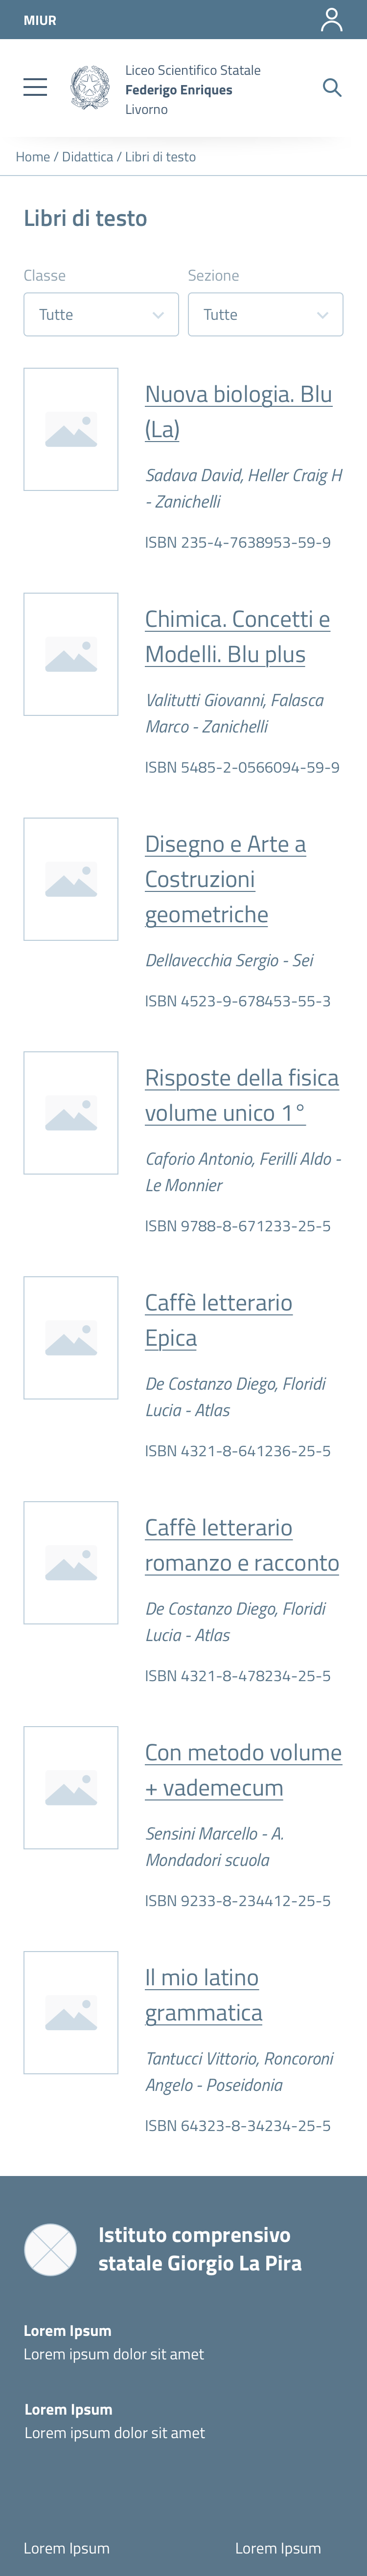 MIUR
Liceo Scientifico Statale
Federigo Enriques
Livorno
Home / Didattica / Libri di testo
Libri di testo
Classe Sezione
Tutte Tutte
Nuova biologia. Blu
(La)
Sadava David, Heller Craig H
- Zanichelli
ISBN 235-4-7638953-59-9
Chimica. Concetti e
Modelli. Blu plus
Valitutti Giovanni, Falasca
Marco - Zanichelli
ISBN 5485-2-0566094-59-9
Disegno e Arte a
Costruzioni
geometriche
Dellavecchia Sergio - Sei
ISBN 4523-9-678453-55-3
Risposte della fisica
volume unico 1°
Caforio Antonio, Ferilli Aldo -
Le Monnier
ISBN 9788-8-671233-25-5
Caffè letterario
Epica
De Costanzo Diego, Floridi
Lucia - Atlas
ISBN 4321-8-641236-25-5
Caffè letterario
romanzo e racconto
De Costanzo Diego, Floridi
Lucia - Atlas
ISBN 4321-8-478234-25-5
Con metodo volume
+ vademecum
Sensini Marcello - A.
Mondadori scuola
ISBN 9233-8-234412-25-5
Il mio latino
grammatica
Tantucci Vittorio, Roncoroni
Angelo - Poseidonia
ISBN 64323-8-34234-25-5
Istituto comprensivo
statale Giorgio La Pira
Lorem Ipsum
Lorem ipsum dolor sit amet
Lorem Ipsum
Lorem ipsum dolor sit amet
Lorem Ipsum Lorem Ipsum